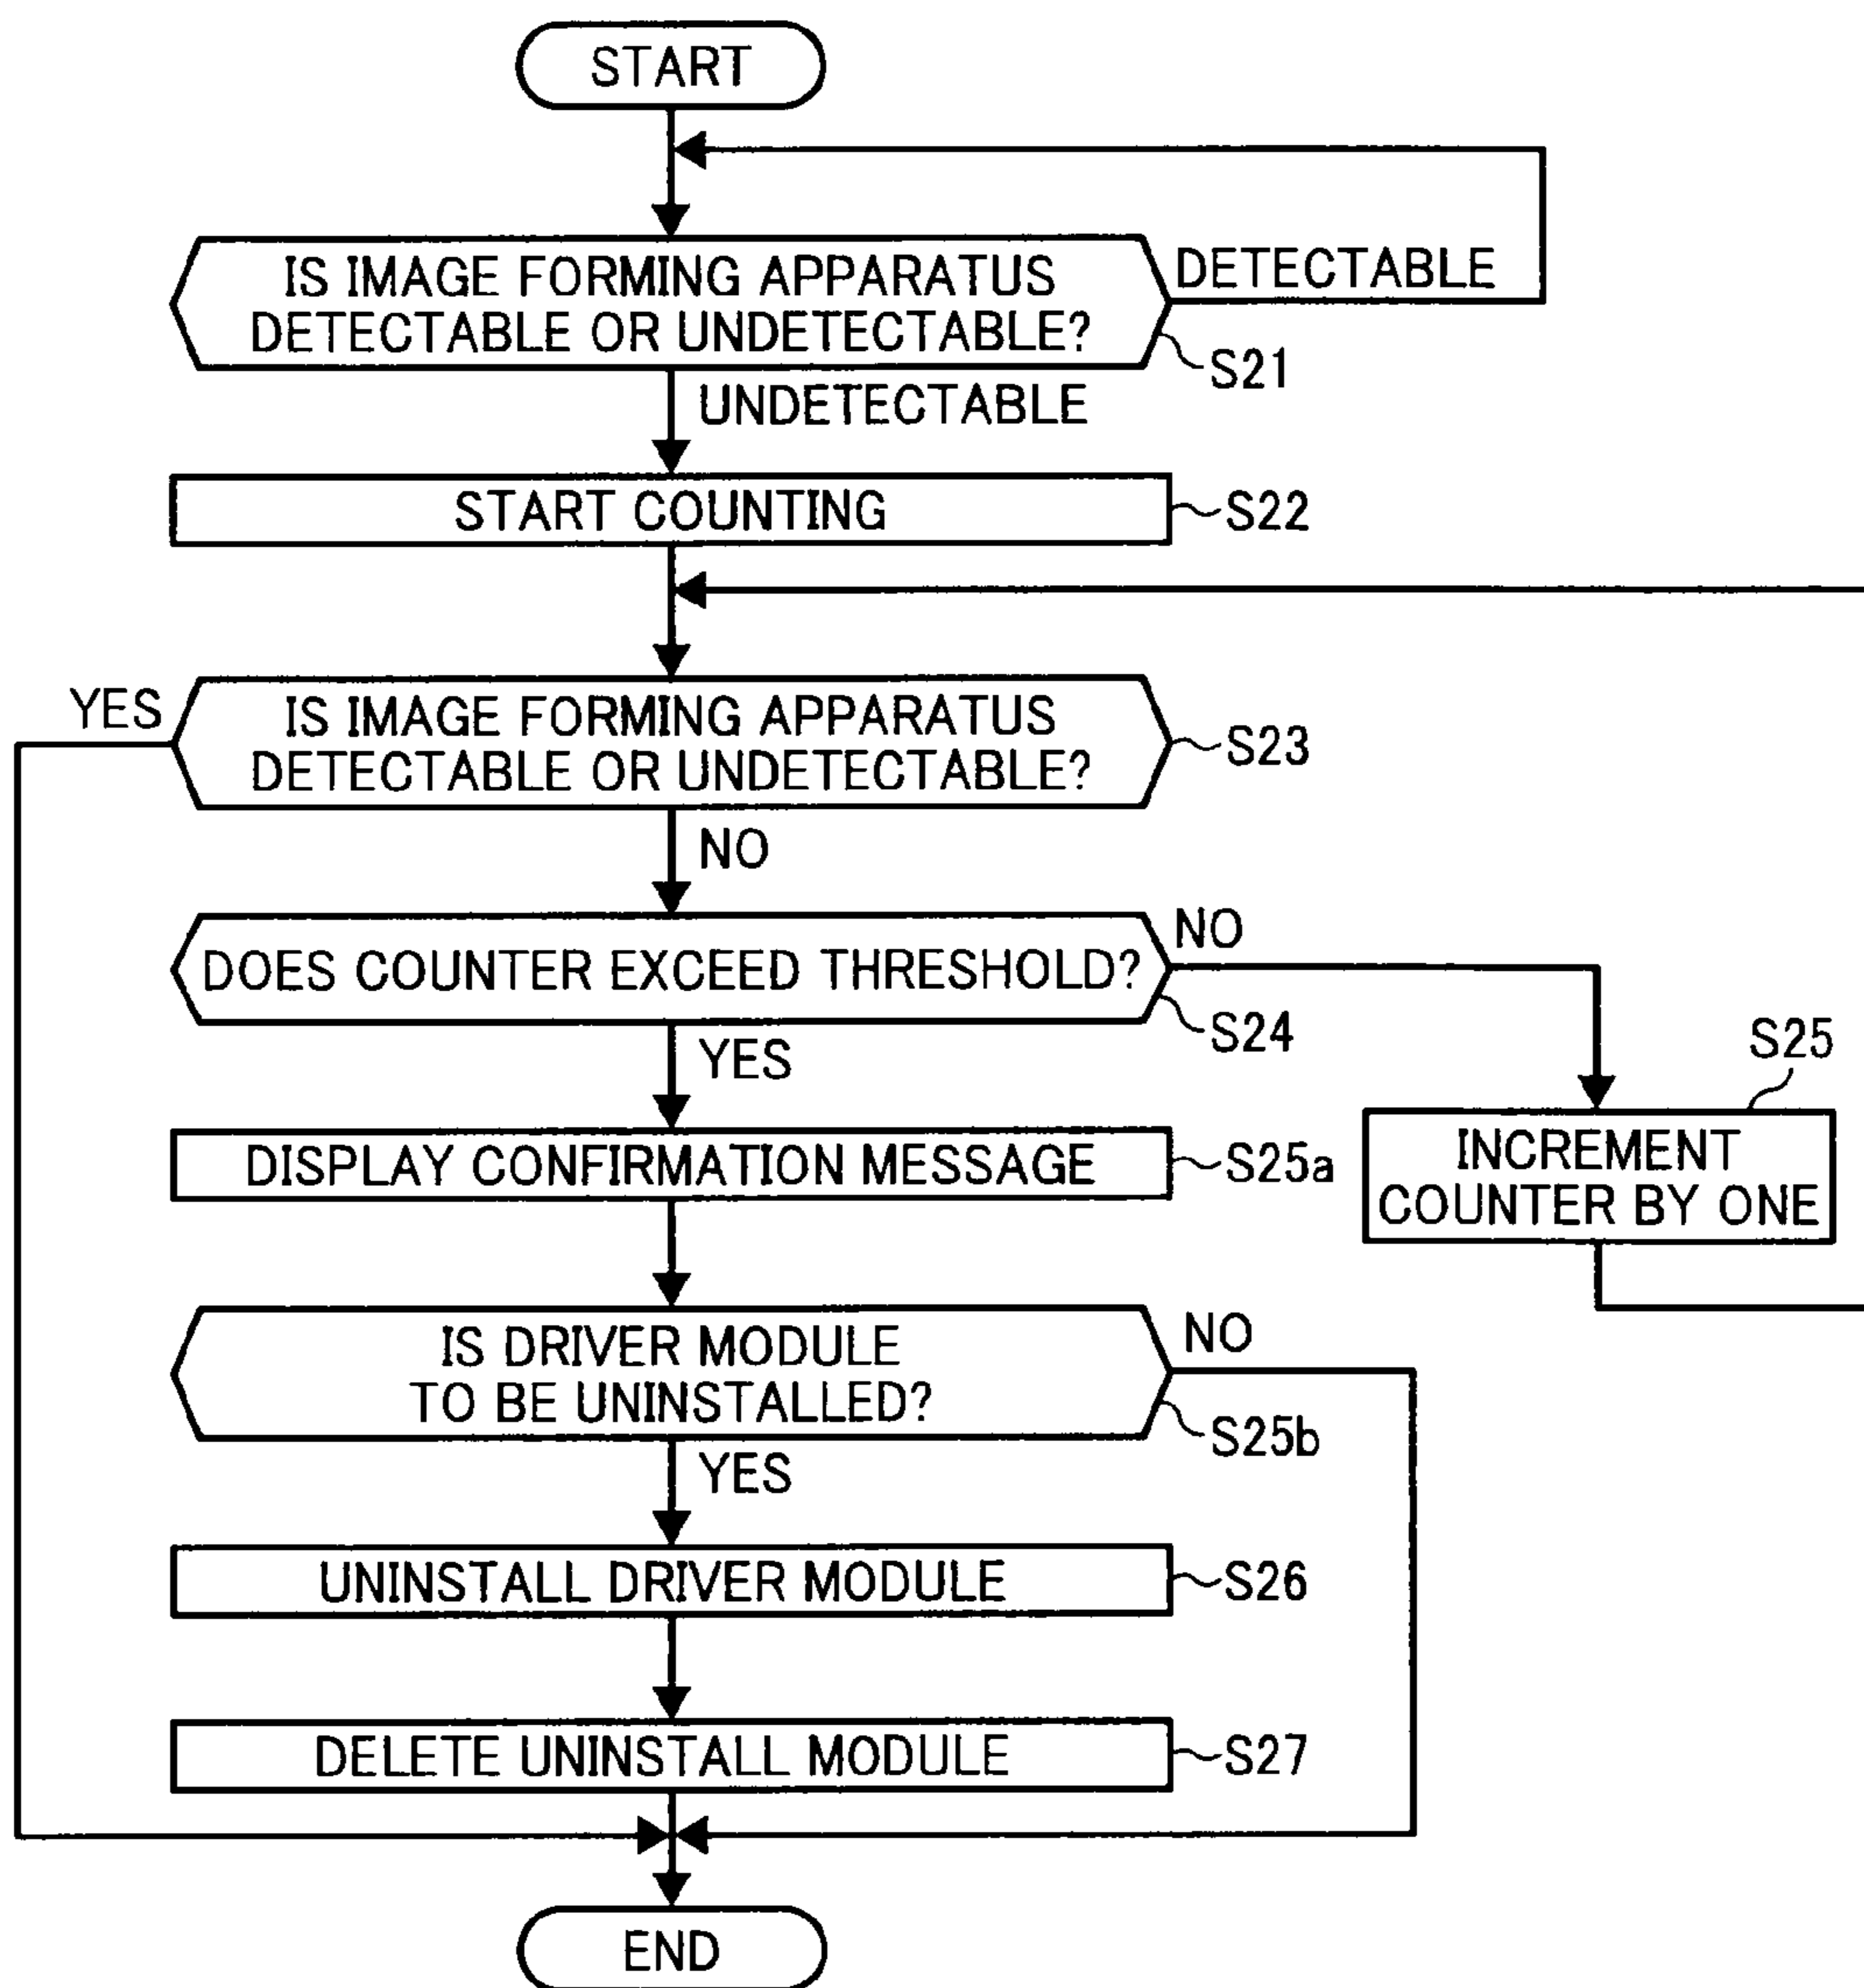 START
IS IMAGE FORMING APPARATUS
DETECTABLE OR UNDETECTABLE?
DETECTABLE
S21
UNDETECTABLE
START COUNTING
S22
YES
IS IMAGE FORMING APPARATUS
DETECTABLE OR UNDETECTABLE?
S23
NO
DOES COUNTER EXCEED THRESHOLD?
NO
S24
YES
S25
INCREMENT
COUNTER BY ONE
DISPLAY CONFIRMATION MESSAGE
S25a
IS DRIVER MODULE
TO BE UNINSTALLED?
NO
S25b
YES
UNINSTALL DRIVER MODULE
S26
DELETE UNINSTALL MODULE
S27
END